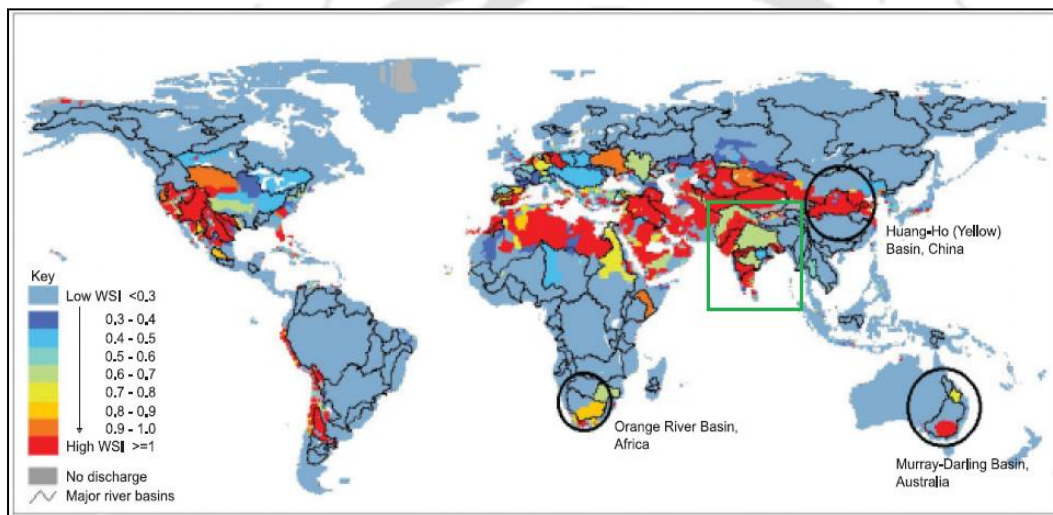 Huang-Ho (Yellow)
Basin, China
Key
Low WSI <0.3
0.3 - 0.4
0.4 - 0.5
0.5 - 0.6
0.6 - 0.7
0.7 - 0.8
0.8 - 0.9
0.9 - 1.0
High WSI >=1
No discharge
Major river basins
Orange River Basin,
Africa
Murray-Darling Basin,
Australia